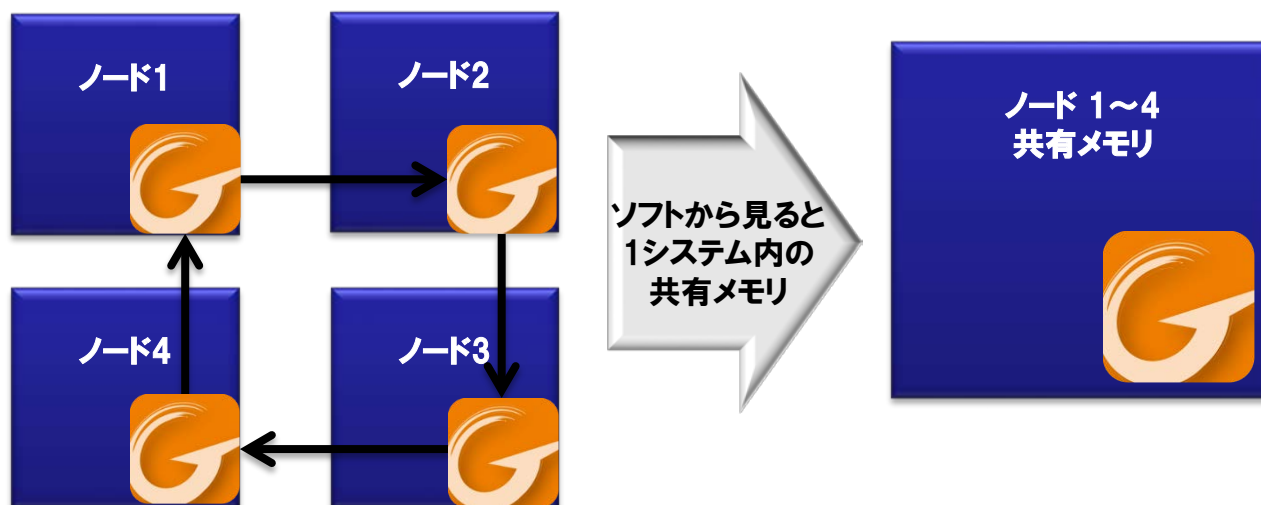 ノード1
ノード2
ノード4
ノード3
ソフトから見ると
1システム内の
共有メモリ
ノード 1～4
共有メモリ